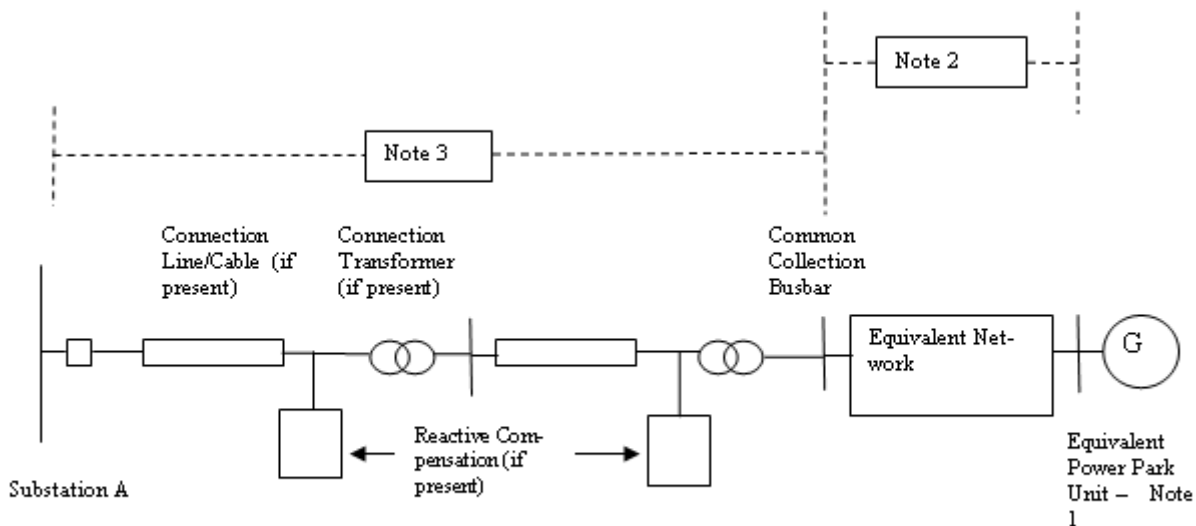 Note 2
Note 3
Connection
Line/Cable (if
present)
Connection
Transformer
(if present)
Common
Collection
Busbar
Equivalent Net-
work
G
Reactive Com-
pensation (if
present)
Substation A
Equivalent
Power Park
Unit – Note
1